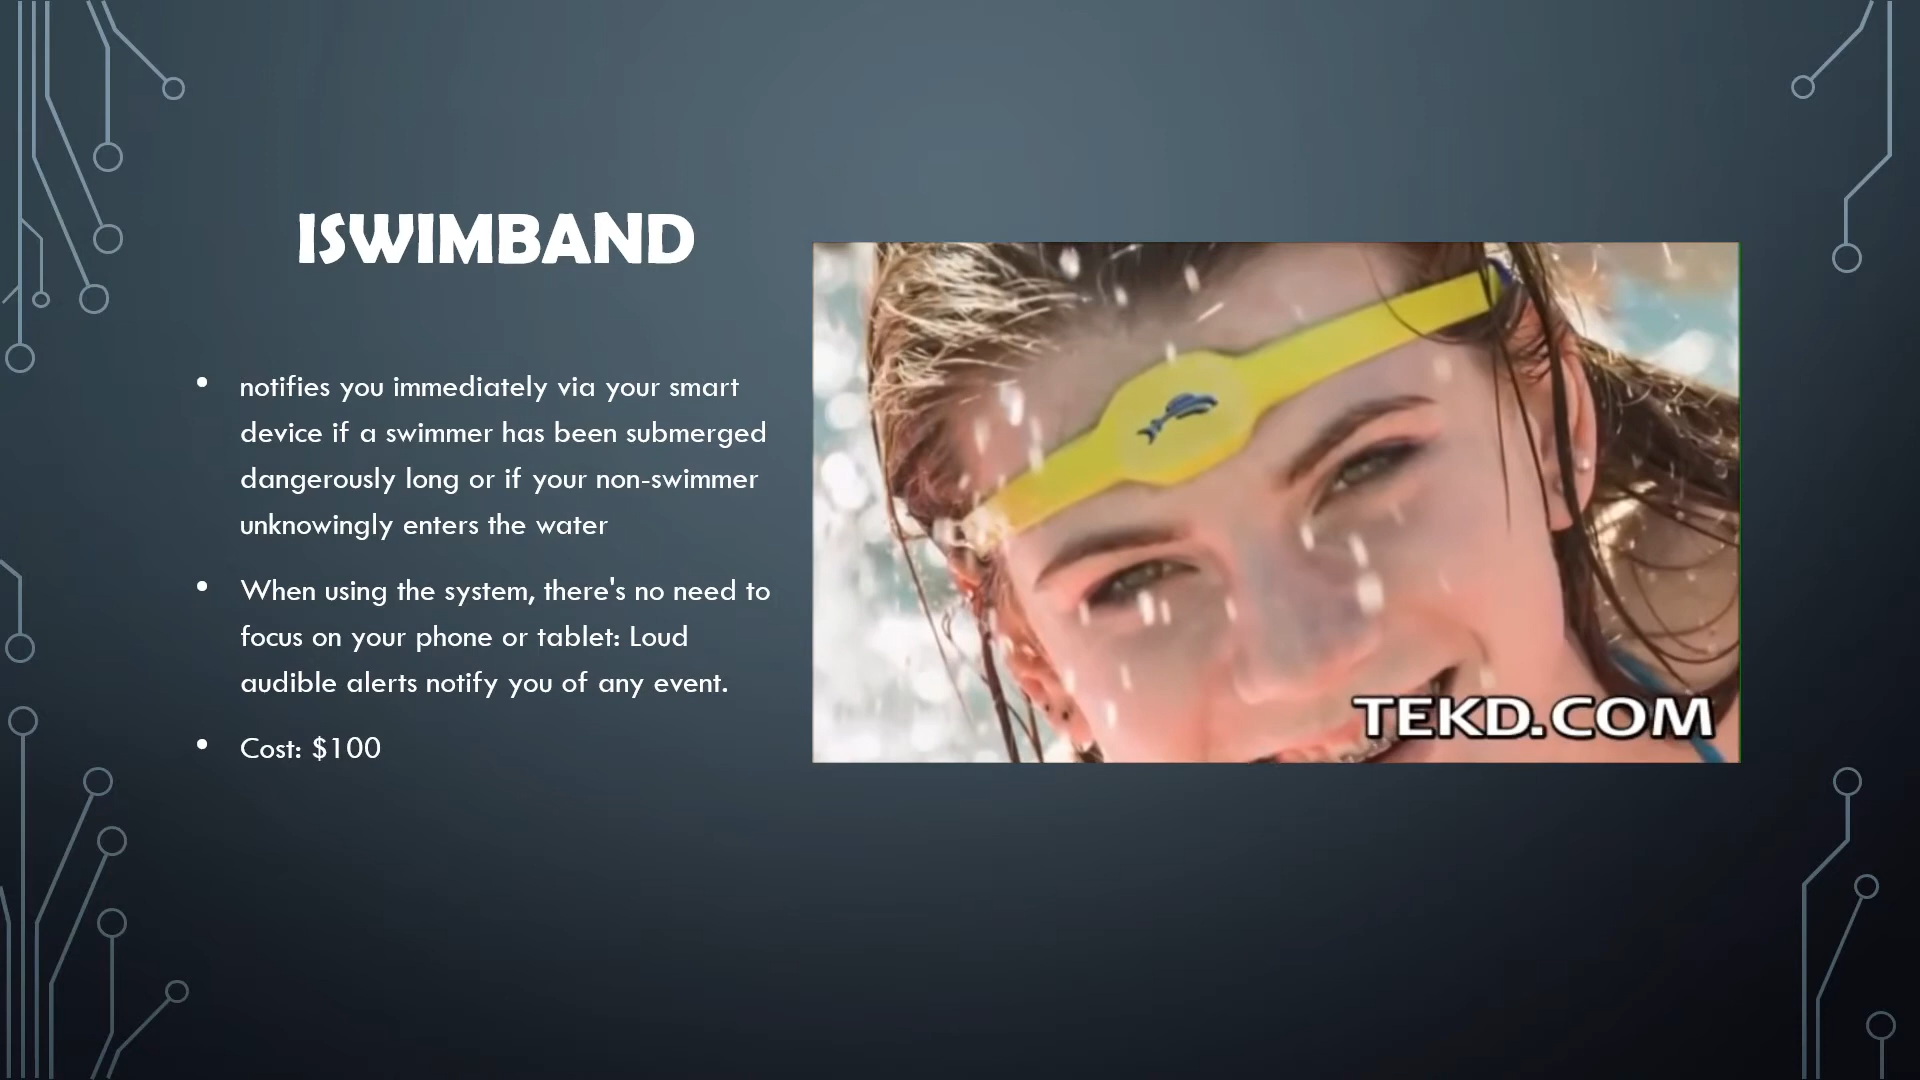 ISWIMBAND
• notifies you immediately via your smart
device if a swimmer has been submerged
dangerously long or if your non-swimmer
unknowingly enters the water
• When using the system, there's no need to
focus on your phone or tablet: Loud
audible alerts notify you of any event.
• Cost: $100
TEKD.COM